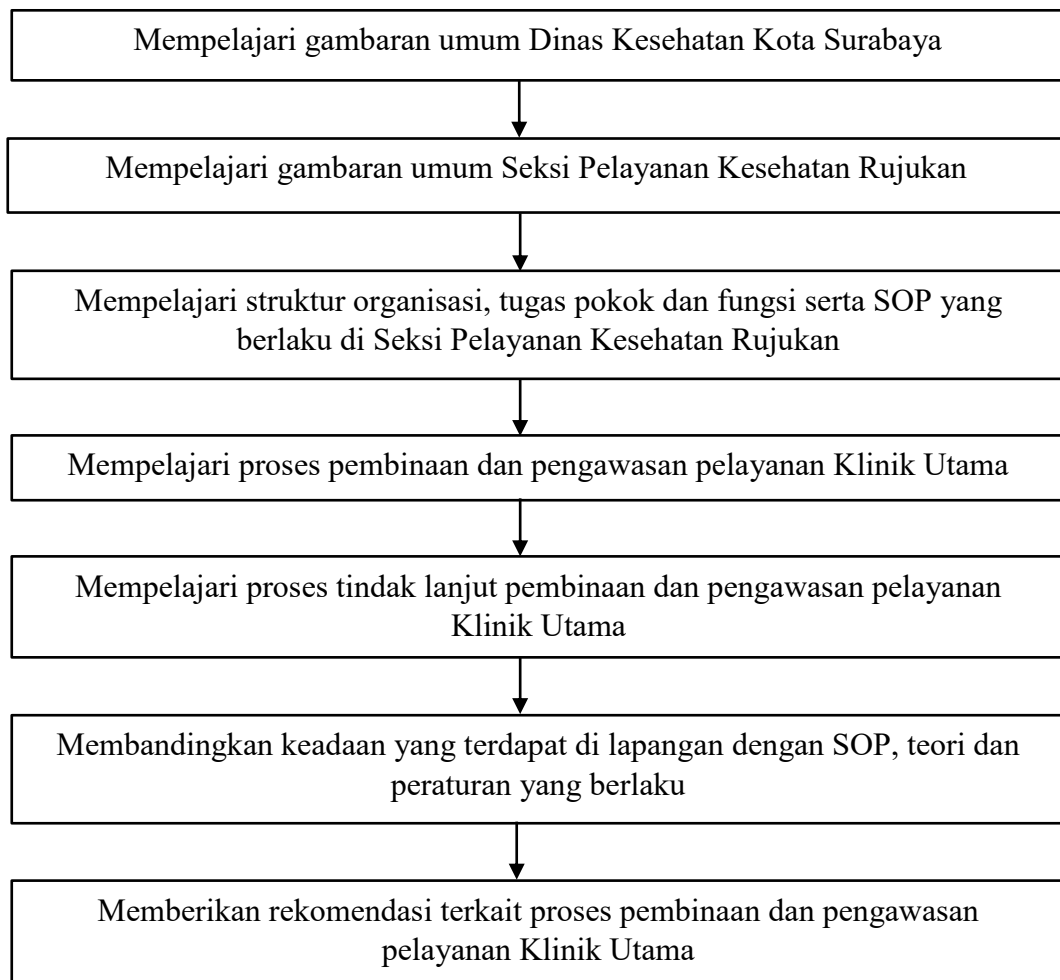 Mempelajari gambaran umum Dinas Kesehatan Kota Surabaya
Mempelajari gambaran umum Seksi Pelayanan Kesehatan Rujukan
Mempelajari struktur organisasi, tugas pokok dan fungsi serta SOP yang
berlaku di Seksi Pelayanan Kesehatan Rujukan
Mempelajari proses pembinaan dan pengawasan pelayanan Klinik Utama
Mempelajari proses tindak lanjut pembinaan dan pengawasan pelayanan
Klinik Utama
Membandingkan keadaan yang terdapat di lapangan dengan SOP, teori dan
peraturan yang berlaku
Memberikan rekomendasi terkait proses pembinaan dan pengawasan
pelayanan Klinik Utama